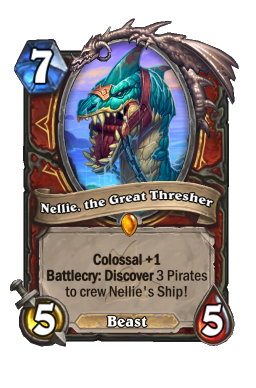 7
Nellie, the Great Thresher
Colossal +1
Battlecry: Discover 3 Pirates
to crew Nellie's Ship!
5
Beast
5